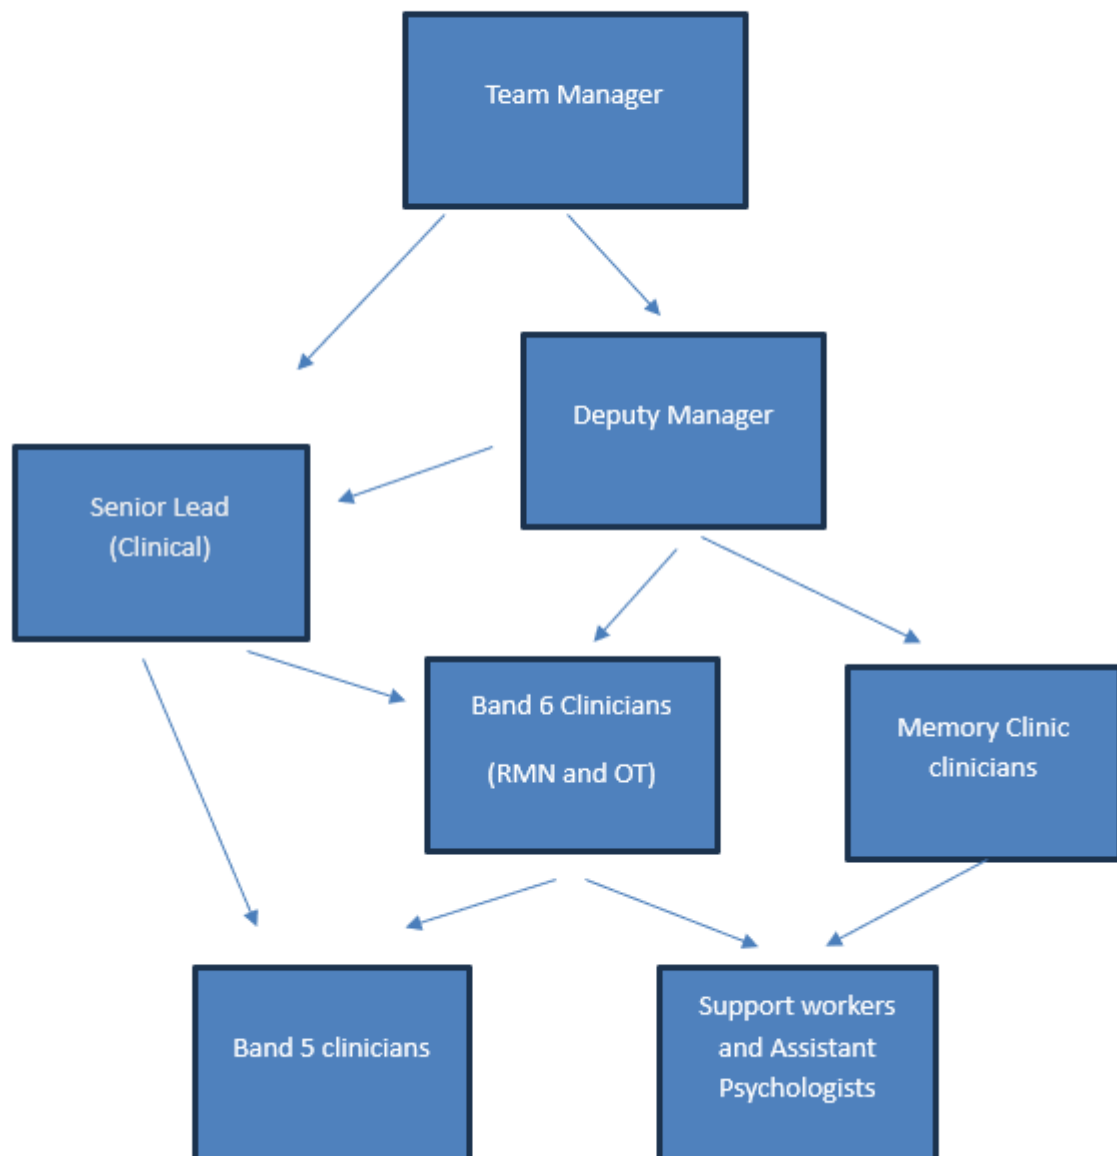 Team Manager
Deputy Manager
Senior Lead
(Clinical)
Band 6 Clinicians
(RMN and OT)
Memory Clinic
clinicians
Band 5 clinicians
Support workers
and Assistant
Psychologists